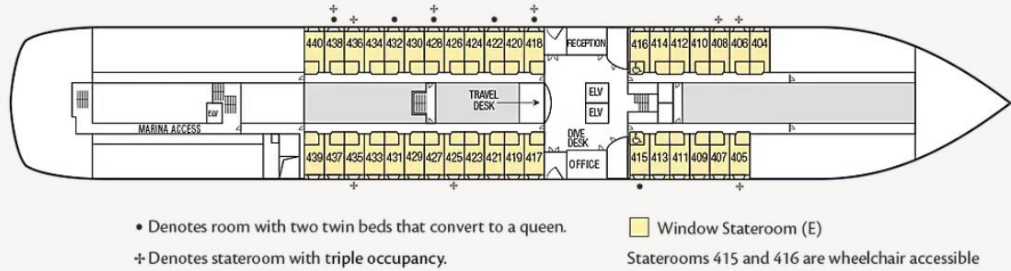 440 438 436 434 432 430 428 426 424 422 420 418 RECEPTION 416 414 412 410 408 406 404
ELV
TRAVEL
DESK
ELV
ELV
MARINA ACCESS
DIVE
DESK
439 437 435 433 431 429 427 425 423 421 419 417 OFFICE 415 413 411 409 407 405
• Denotes room with two twin beds that convert to a queen.
Window Stateroom (E)
✢ Denotes stateroom with triple occupancy.
Staterooms 415 and 416 are wheelchair accessible